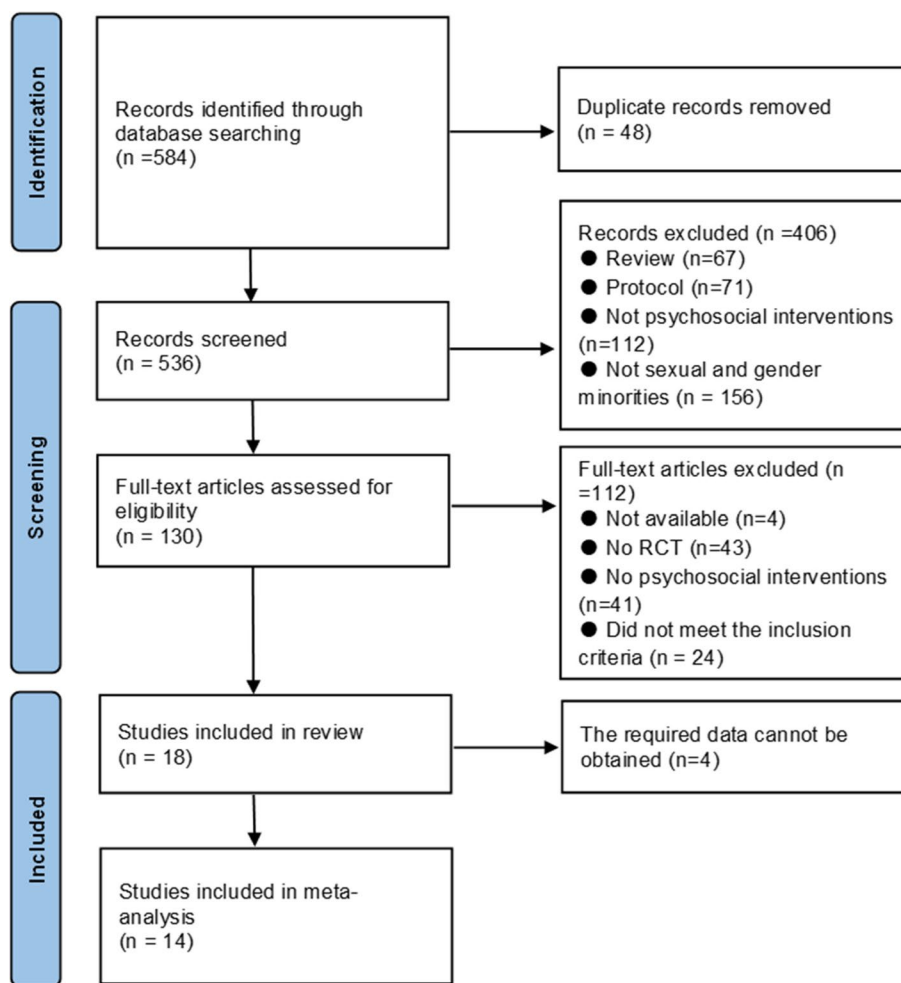 Identification
Records identified through
database searching
(n =584)
Duplicate records removed
(n = 48)
Screening
Records screened
(n = 536)
Records excluded (n =406)
● Review (n=67)
● Protocol (n=71)
● Not psychosocial interventions
(n=112)
● Not sexual and gender
minorities (n = 156)
Full-text articles assessed for
eligibility
(n = 130)
Full-text articles excluded (n
=112)
● Not available (n=4)
● No RCT (n=43)
● No psychosocial interventions
(n=41)
● Did not meet the inclusion
criteria (n = 24)
Included
Studies included in review
(n = 18)
The required data cannot be
obtained (n=4)
Studies included in meta-
analysis
(n = 14)